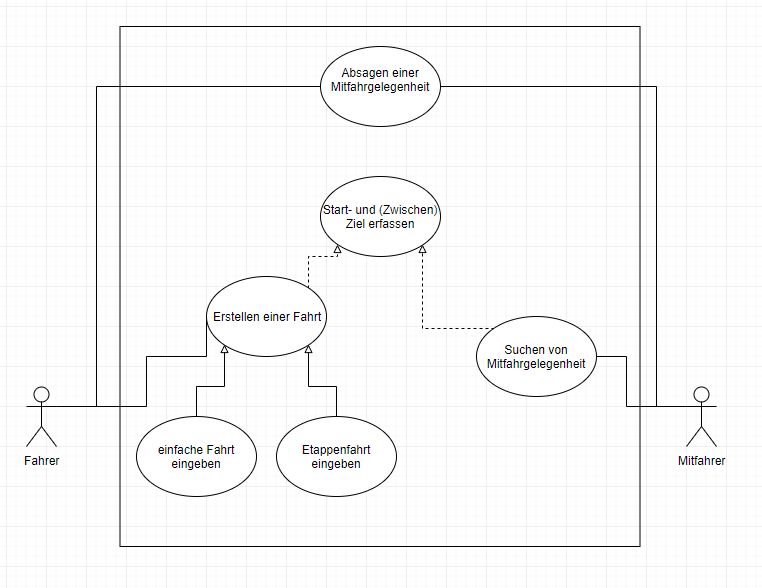 Absagen einer
Mitfahrgelegenheit
Start- und (Zwischen)
Ziel erfassen
Erstellen einer Fahrt
Suchen von
Mitfahrgelegenheit
einfache Fahrt
eingeben
Etappenfahrt
eingeben
Fahrer
Mitfahrer